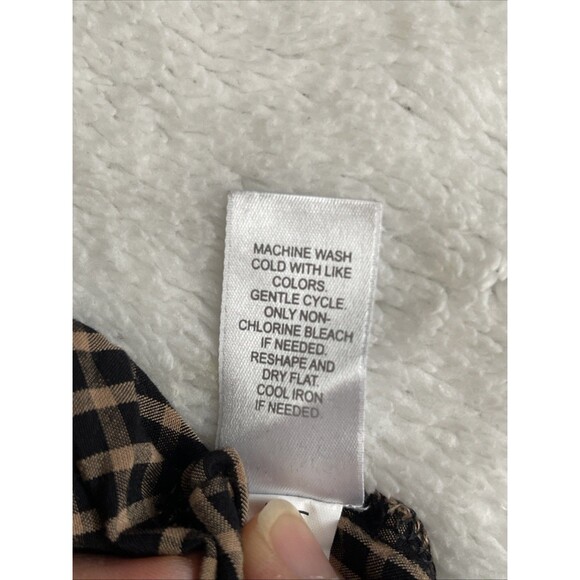 MACHINE WASH
COLD WITH LIKE
COLORS.
GENTLE CYCLE.
ONLY NON-
CHLORINE BLEACH
IF NEEDED.
RESHAPE AND
DRY FLAT.
COOL IRON
IF NEEDED.